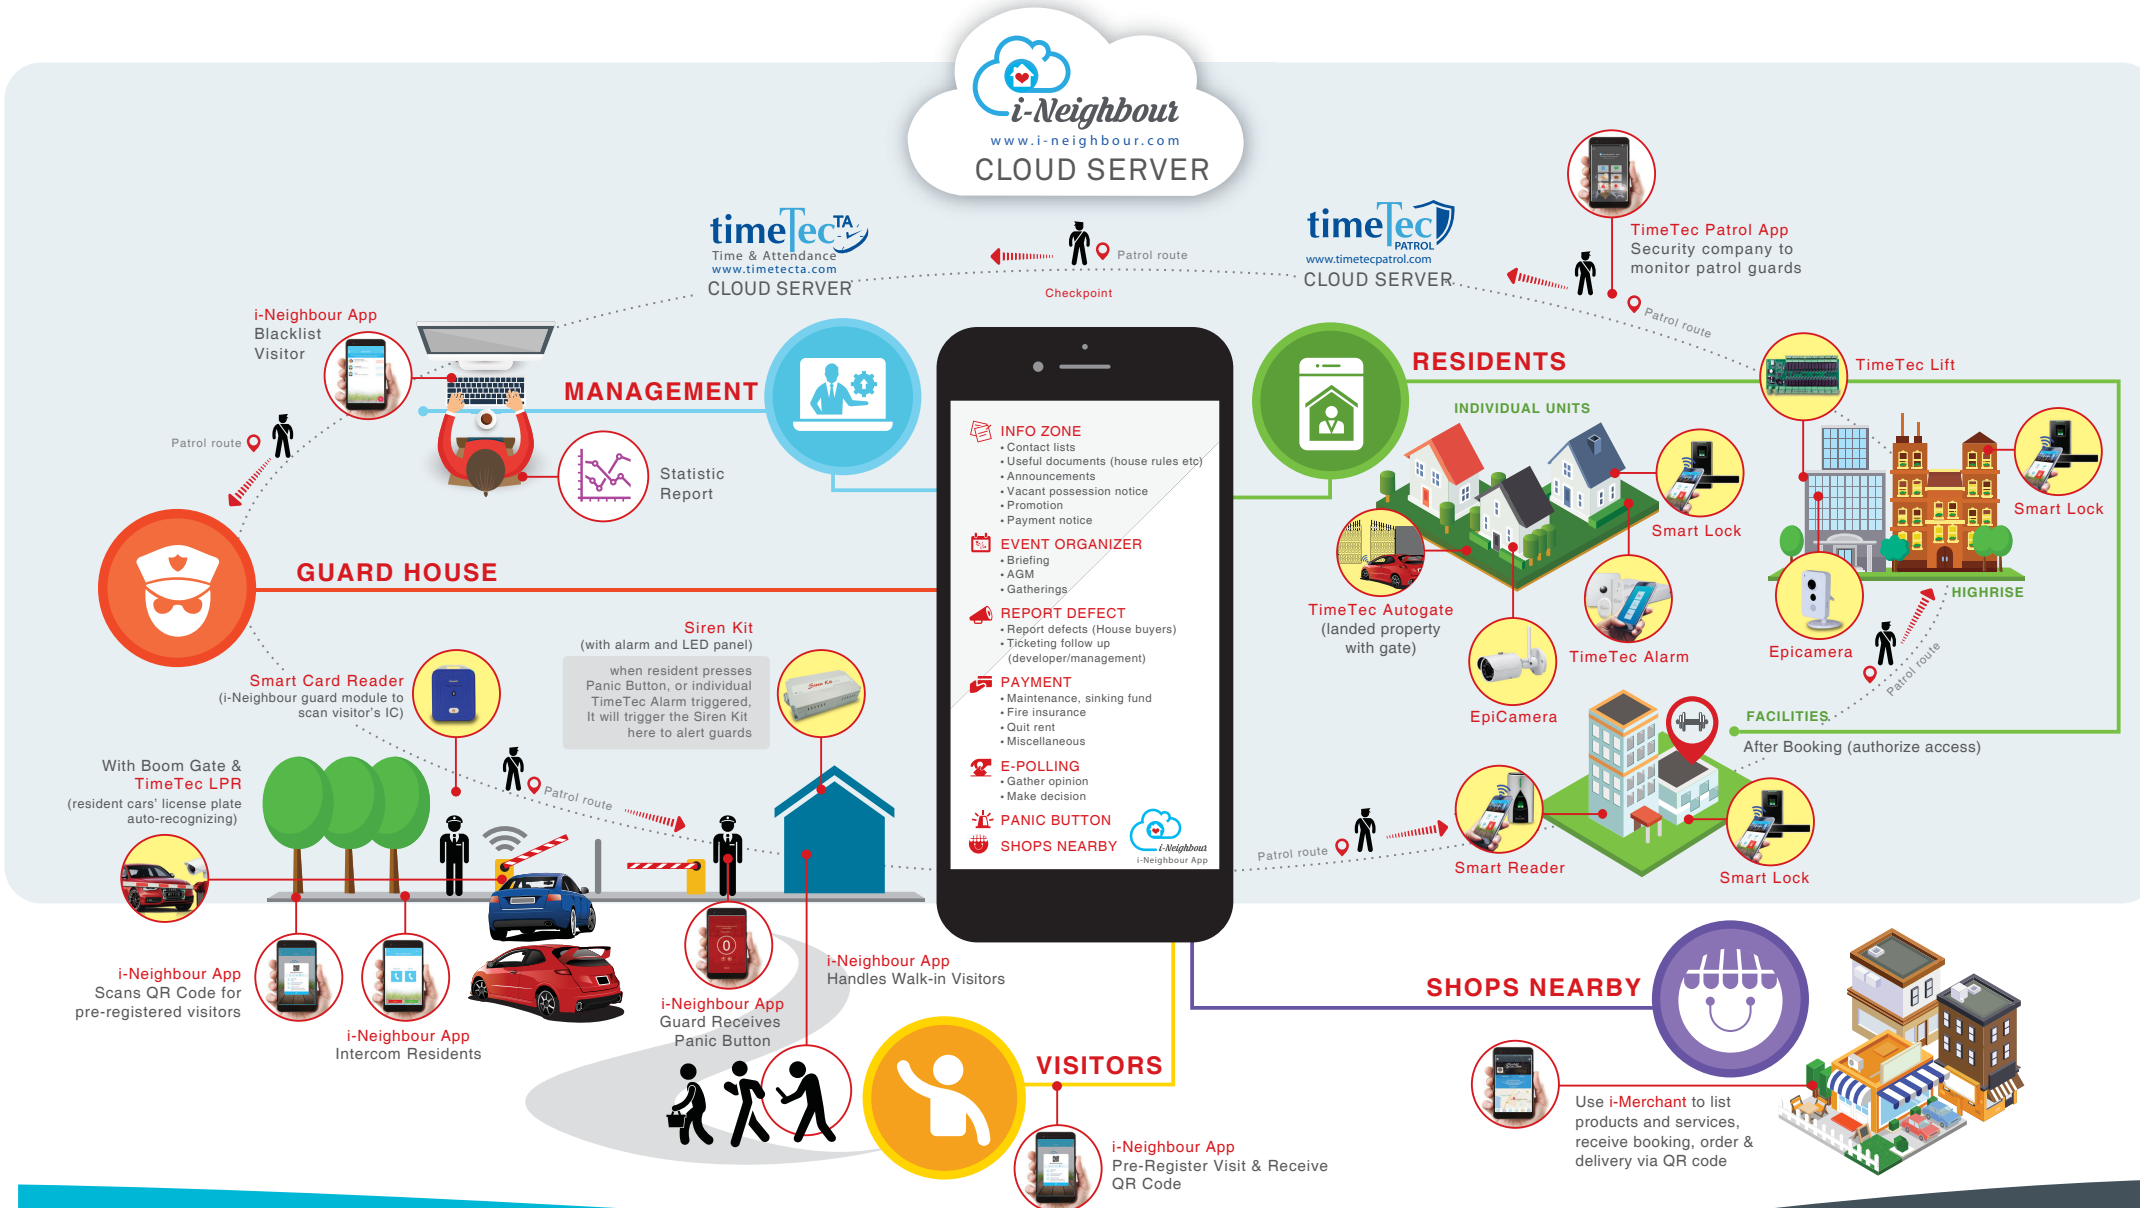 i-Neighbour
www.i-neighbour.com
CLOUD SERVER
timeTec TA
Time & Attendance
www.timetecta.com
CLOUD SERVER
Patrol route
Checkpoint
timeTec
PATROL
www.timetecpatrol.com
CLOUD SERVER
TimeTec Patrol App
Security company to
monitor patrol guards
Patrol route
i-Neighbour App
Blacklist
Visitor
MANAGEMENT
Patrol route
Statistic
Report
GUARD HOUSE
RESIDENTS
INDIVIDUAL UNITS
TimeTec Lift
Smart Lock
Smart Lock
TimeTec Autogate
(landed property
with gate)
EpiCamera
TimeTec Alarm
Epicamera
HIGHRISE
Patrol route
INFO ZONE
• Contact lists
• Useful documents (house rules etc)
• Announcements
• Vacant possession notice
• Promotion
• Payment notice
EVENT ORGANIZER
• Briefing
• AGM
• Gatherings
REPORT DEFECT
• Report defects (House buyers)
• Ticketing follow up
(developer/management)
PAYMENT
• Maintenance, sinking fund
• Fire insurance
• Quit rent
• Miscellaneous
E-POLLING
• Gather opinion
• Make decision
PANIC BUTTON
SHOPS NEARBY
i-Neighbour
i-Neighbour App
Siren Kit
(with alarm and LED panel)
when resident presses
Panic Button, or individual
TimeTec Alarm triggered,
It will trigger the Siren Kit
here to alert guards
Siren Kit
Smart Card Reader
(i-Neighbour guard module to
scan visitor's IC)
With Boom Gate &
TimeTec LPR
(resident cars' license plate
auto-recognizing)
Patrol route
FACILITIES
After Booking (authorize access)
Patrol route
Smart Reader
Smart Lock
i-Neighbour App
Scans QR Code for
pre-registered visitors
i-Neighbour App
Intercom Residents
0
i-Neighbour App
Guard Receives
Panic Button
i-Neighbour App
Handles Walk-in Visitors
VISITORS
i-Neighbour App
Pre-Register Visit & Receive
QR Code
SHOPS NEARBY
Use i-Merchant to list
products and services,
receive booking, order &
delivery via QR code